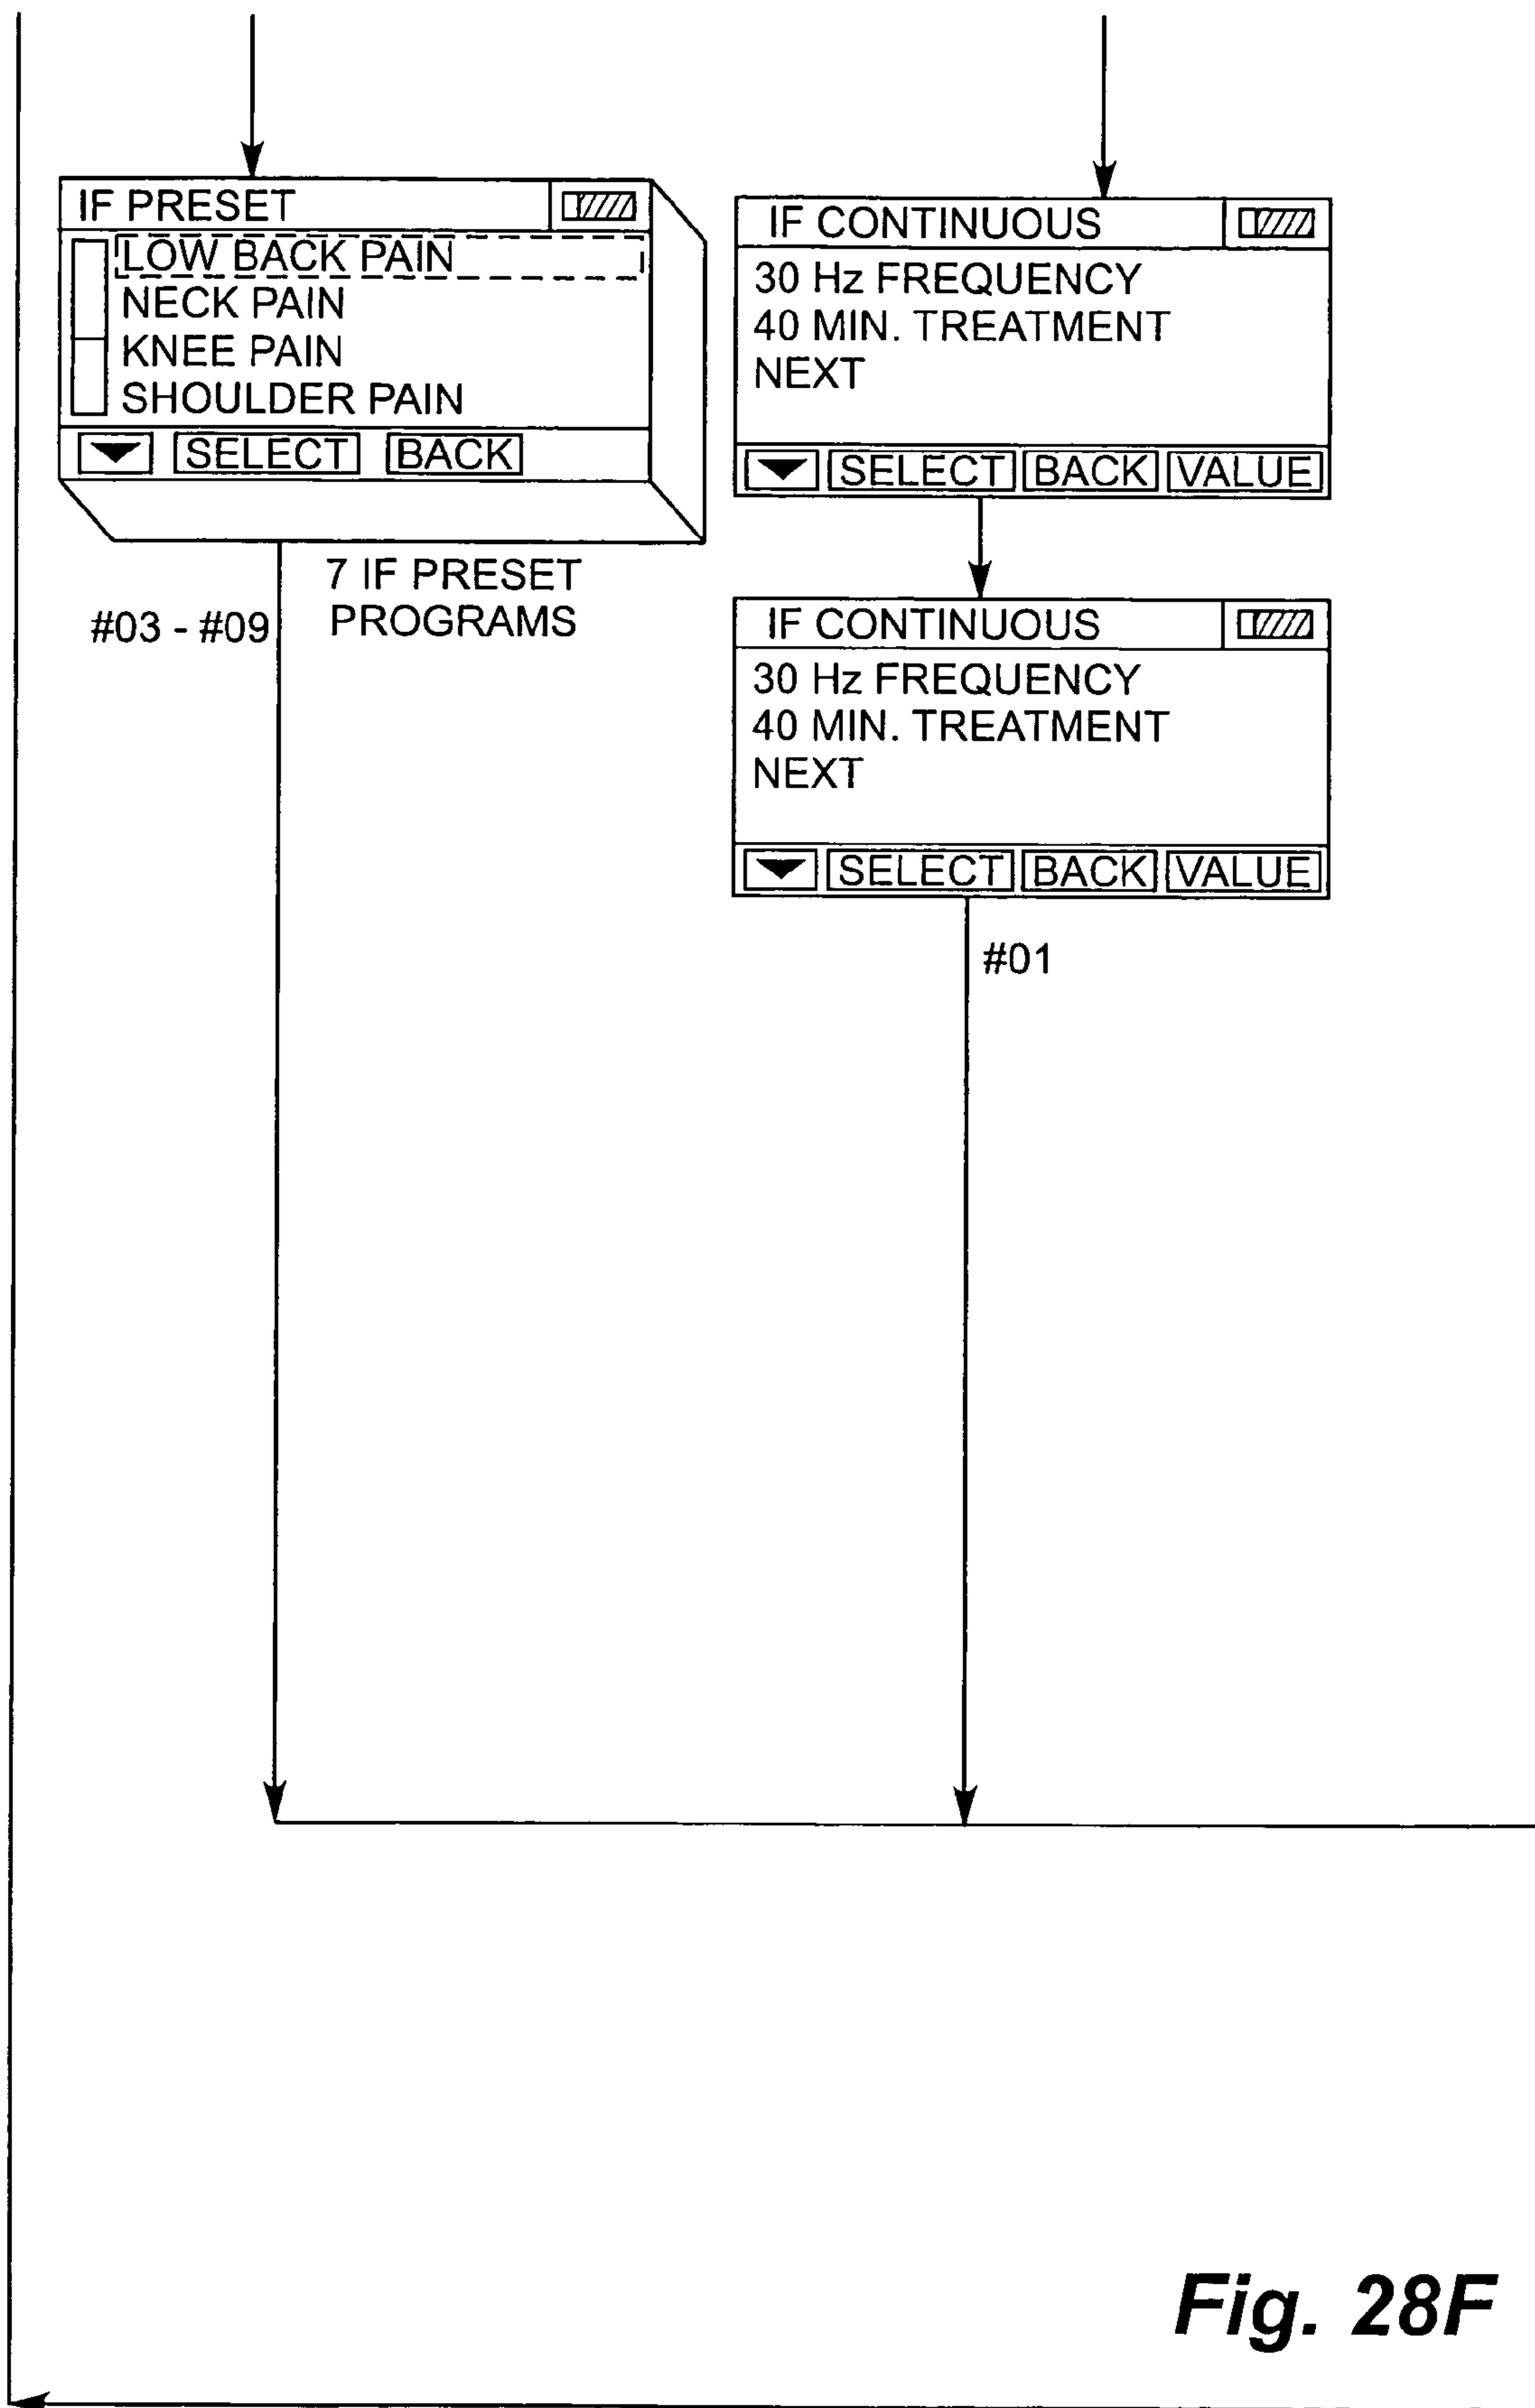 IF PRESET
LOW BACK PAIN
NECK PAIN
KNEE PAIN
SHOULDER PAIN
SELECT BACK
7 IF PRESET
PROGRAMS
#03 - #09
IF CONTINUOUS
30 Hz FREQUENCY
40 MIN. TREATMENT
NEXT
SELECT BACK VALUE
IF CONTINUOUS
30 Hz FREQUENCY
40 MIN. TREATMENT
NEXT
SELECT BACK VALUE
#01
Fig. 28F